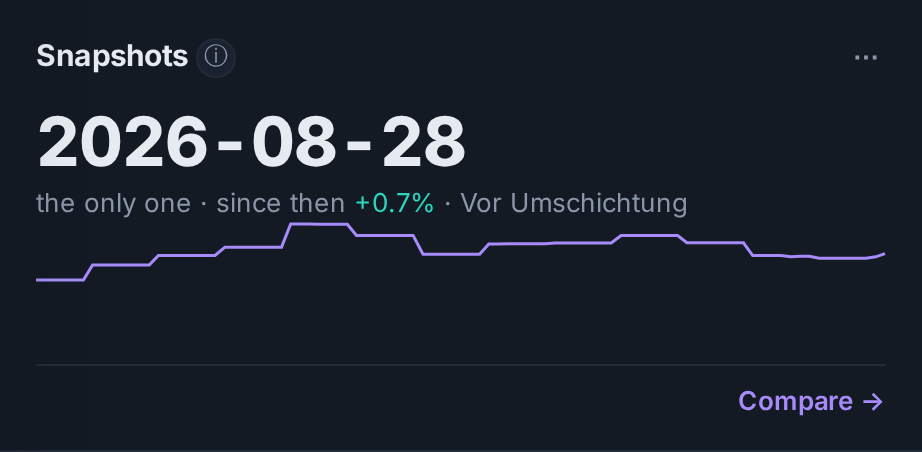 Snapshots ⓘ
...
2026-08-28
the only one · since then +0.7% · Vor Umschichtung
Compare →